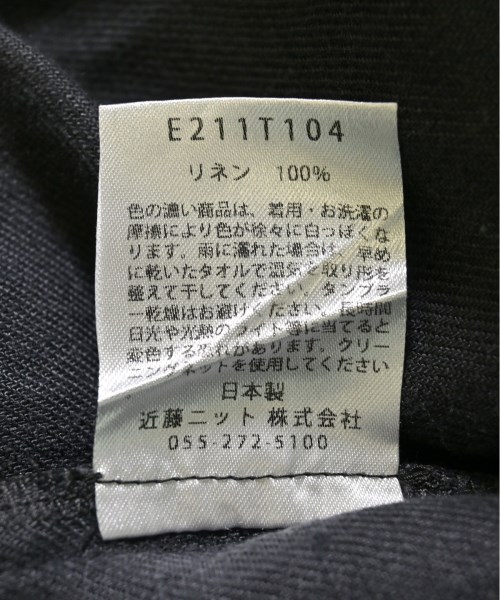 E211T104
リネン 100%
色の濃い商品は、着用・お洗濯の
摩擦により色が徐々に白っぽくな
ります。雨に濡れた場合は、早め
に乾いたタオルで湿気を取り形を
整えて干してください。タンブラ
ー乾燥はお避けください。長時間
日光や光熱のライト等に当てると
変色する恐れがあります。クリー
ニングネットを使用してください
。
日本製
近藤ニット 株式会社
055-272-5100